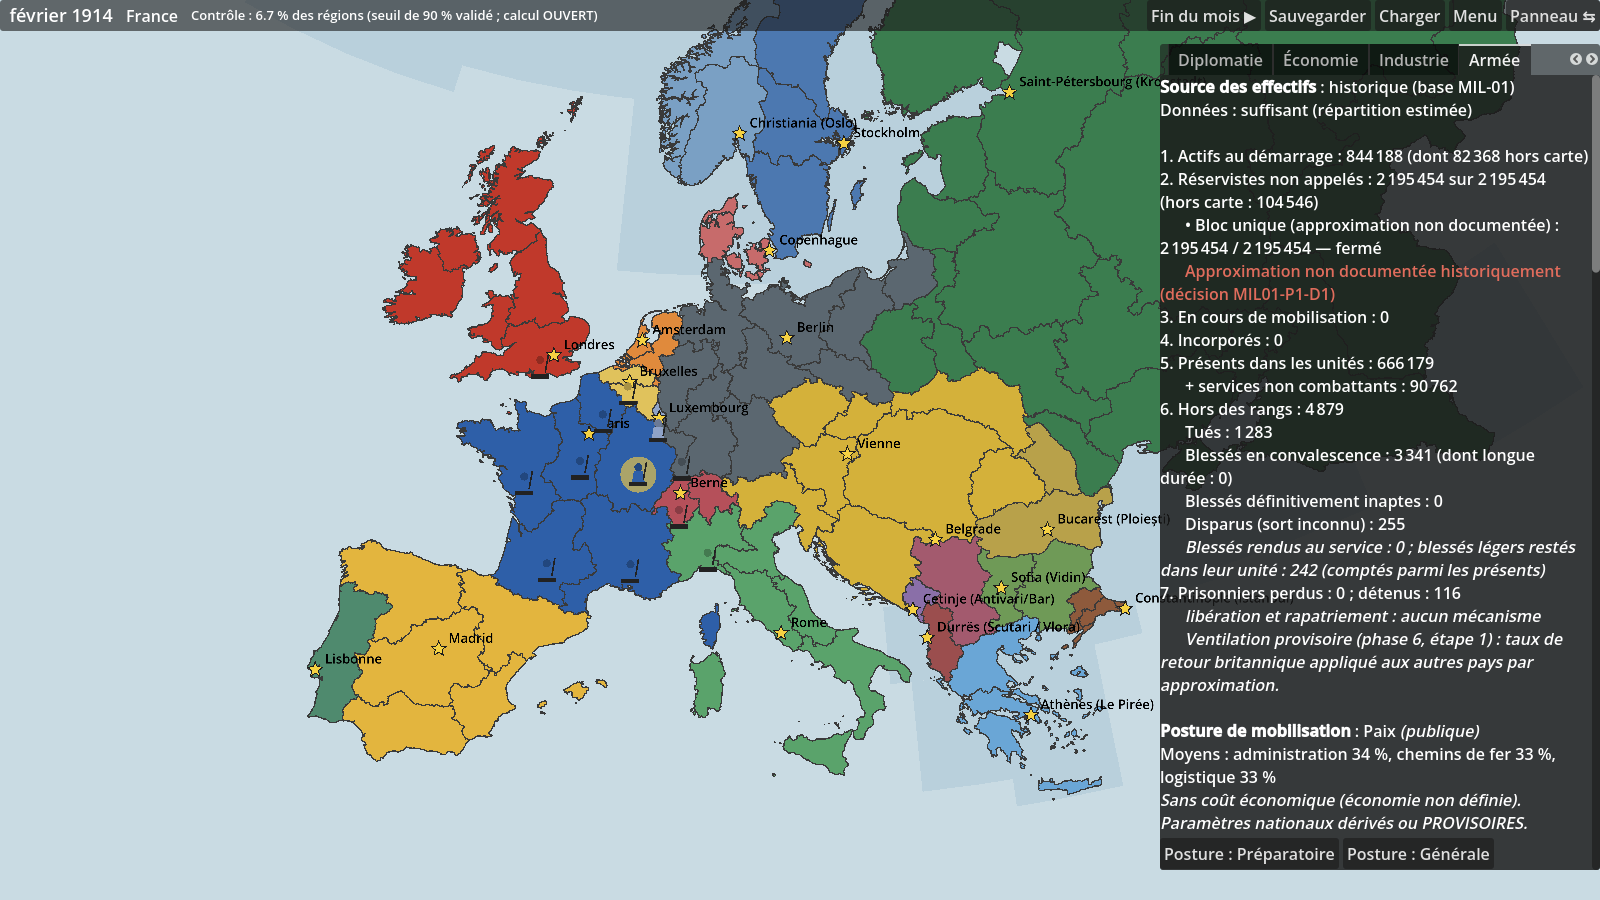 février 1914 France Contrôle : 6.7 % des régions (seuil de 90 % validé ; calcul OUVERT)
Fin du mois ▶ Sauvegarder Charger Menu Panneau ⇆
Diplomatie Économie Industrie Armée
Source des effectifs : historique (base MIL-01)
Données : suffisant (répartition estimée)
1. Actifs au démarrage : 844 188 (dont 82 368 hors carte)
2. Réservistes non appelés : 2 195 454 sur 2 195 454
(hors carte : 104 546)
• Bloc unique (approximation non documentée) :
2 195 454 / 2 195 454 — fermé
Approximation non documentée historiquement
(décision MIL01-P1-D1)
3. En cours de mobilisation : 0
4. Incorporés : 0
5. Présents dans les unités : 666 179
+ services non combattants : 90 762
6. Hors des rangs : 4 879
Tués : 1 283
Blessés en convalescence : 3 341 (dont longue
durée : 0)
Blessés définitivement inaptes : 0
Disparus (sort inconnu) : 255
Blessés rendus au service : 0 ; blessés légers restés
dans leur unité : 242 (comptés parmi les présents)
7. Prisonniers perdus : 0 ; détenus : 116
libération et rapatriement : aucun mécanisme
Ventilation provisoire (phase 6, étape 1) : taux de
retour britannique appliqué aux autres pays par
approximation.
Posture de mobilisation : Paix (publique)
Moyens : administration 34 %, chemins de fer 33 %,
logistique 33 %
Sans coût économique (économie non définie).
Paramètres nationaux dérivés ou PROVISOIRES.
Posture : Préparatoire Posture : Générale
Saint-Pétersbourg (Kro
Christiania (Oslo)
Stockholm
Copenhague
Berlin
Amsterdam
Londres
Bruxelles
Luxembourg
aris
Vienne
Berne
Bucarest (Ploiești)
Belgrade
Sofia (Vidin)
Cetinje (Antivari/Bar)
Con
Durrës (Scutari / Vlora)
Rome
Madrid
Lisbonne
Athènes (Le Pirée)